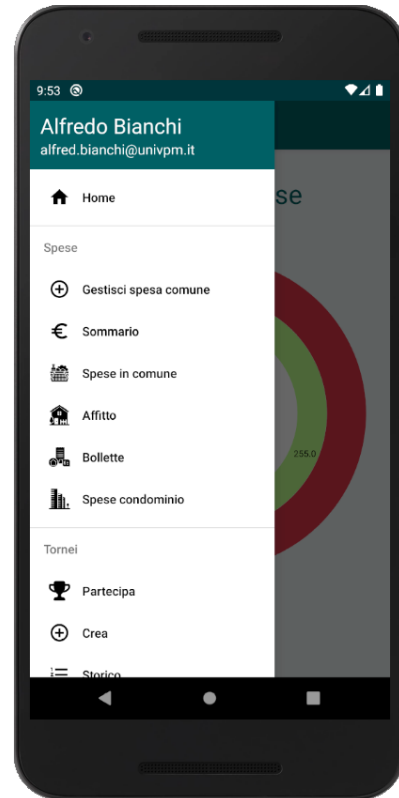 9:53
Alfredo Bianchi
alfred.bianchi@univpm.it
se
Home
Spese
Gestisci spesa comune
Sommario
Spese in comune
Affitto
255.0
Bollette
Spese condominio
Tornei
Partecipa
Crea
Storico